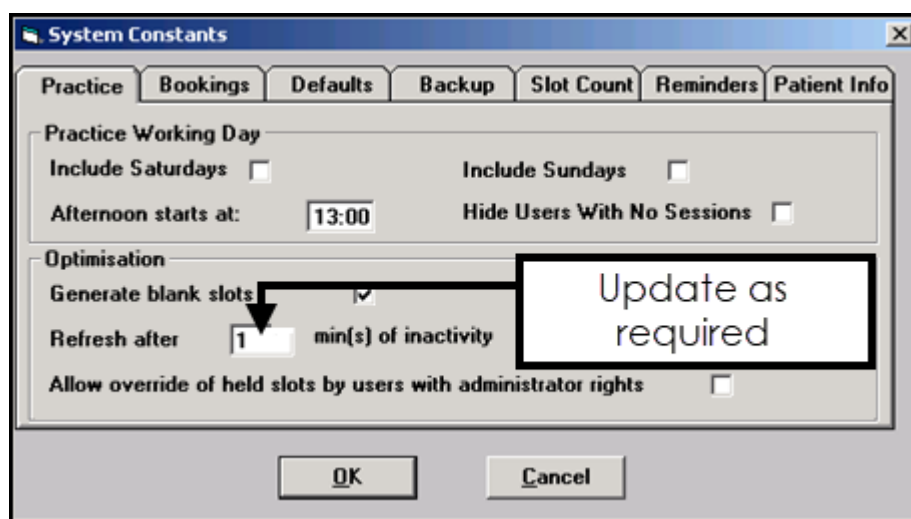 System Constants
Practice Bookings Defaults Backup Slot Count Reminders Patient Info
Practice Working Day
Include Saturdays Include Sundays
Afternoon starts at: 13:00 Hide Users With No Sessions
Optimisation
Generate blank slots
Update as
required
Refresh after 1 min(s) of inactivity
Allow override of held slots by users with administrator rights
OK Cancel